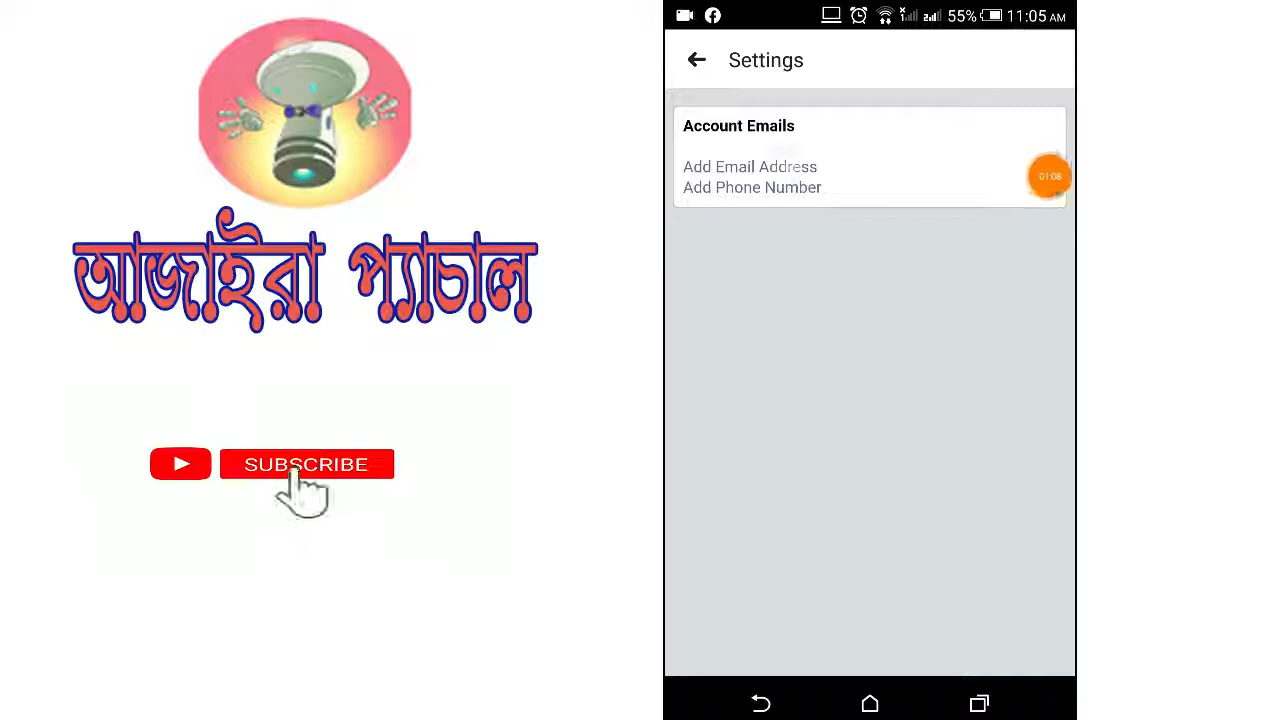 55% 11:05 AM
Settings
Account Emails
Add Email Address
Add Phone Number
01:08
আজাইরা প্যাচাল
SUBSCRIBE